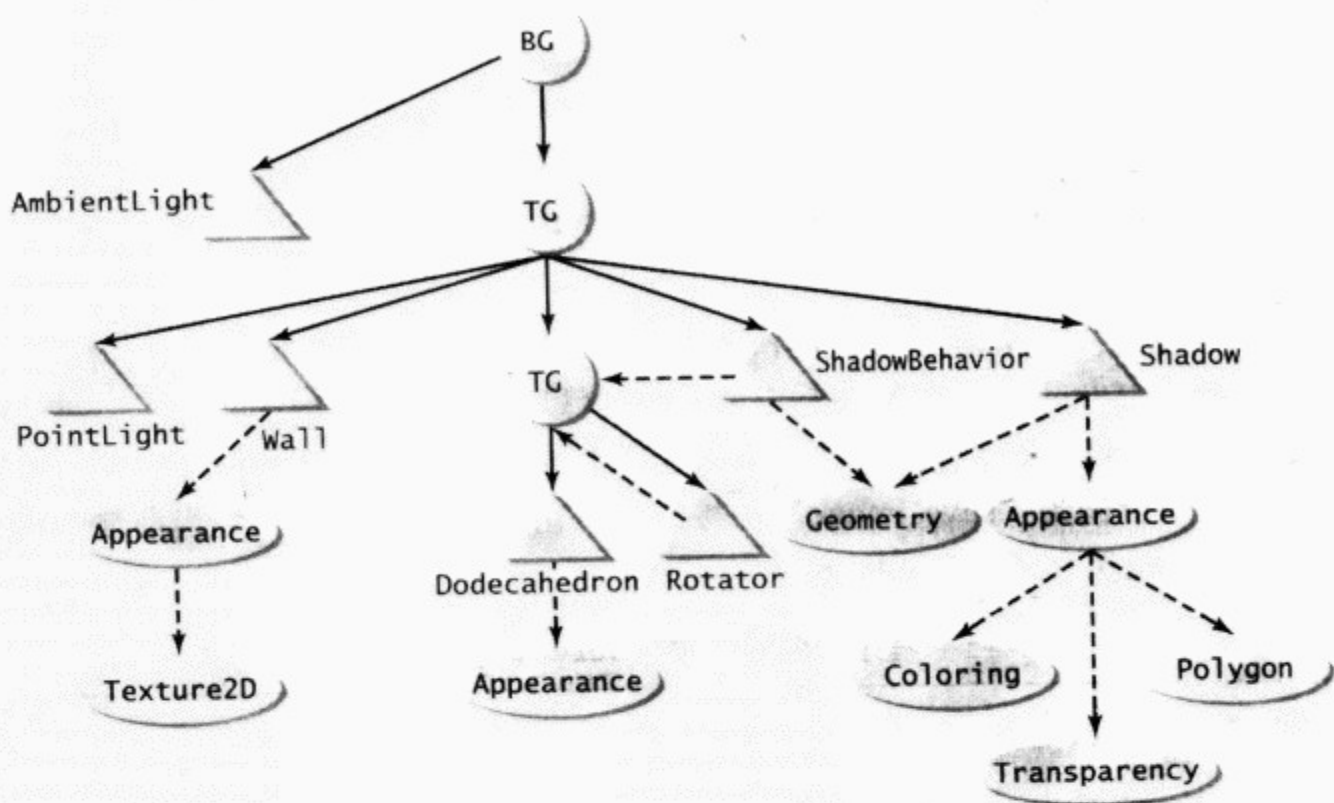 BG
AmbientLight
TG
PointLight
Wall
TG
ShadowBehavior
Shadow
Appearance
Dodecahedron
Rotator
Geometry
Appearance
Texture2D
Appearance
Coloring
Polygon
Transparency